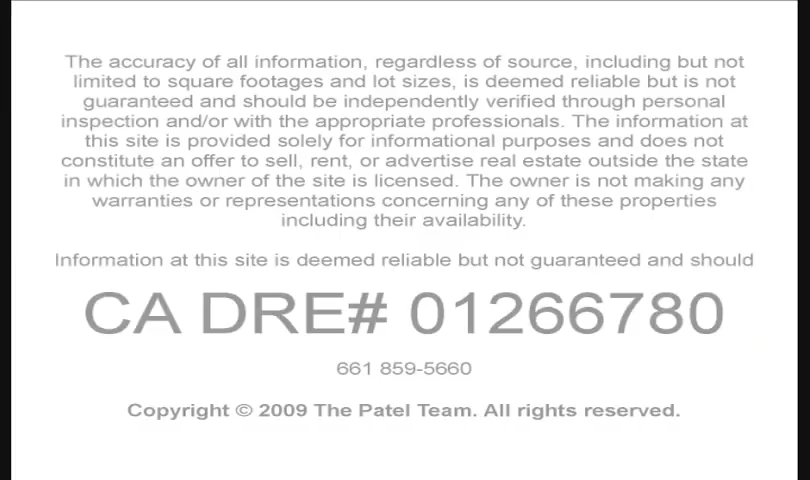 The accuracy of all information, regardless of source, including but not
limited to square footages and lot sizes, is deemed reliable but is not
guaranteed and should be independently verified through personal
inspection and/or with the appropriate professionals. The information at
this site is provided solely for informational purposes and does not
constitute an offer to sell, rent, or advertise real estate outside the state
in which the owner of the site is licensed. The owner is not making any
warranties or representations concerning any of these properties
including their availability.
Information at this site is deemed reliable but not guaranteed and should
CA DRE# 01266780
661 859-5660
Copyright © 2009 The Patel Team. All rights reserved.